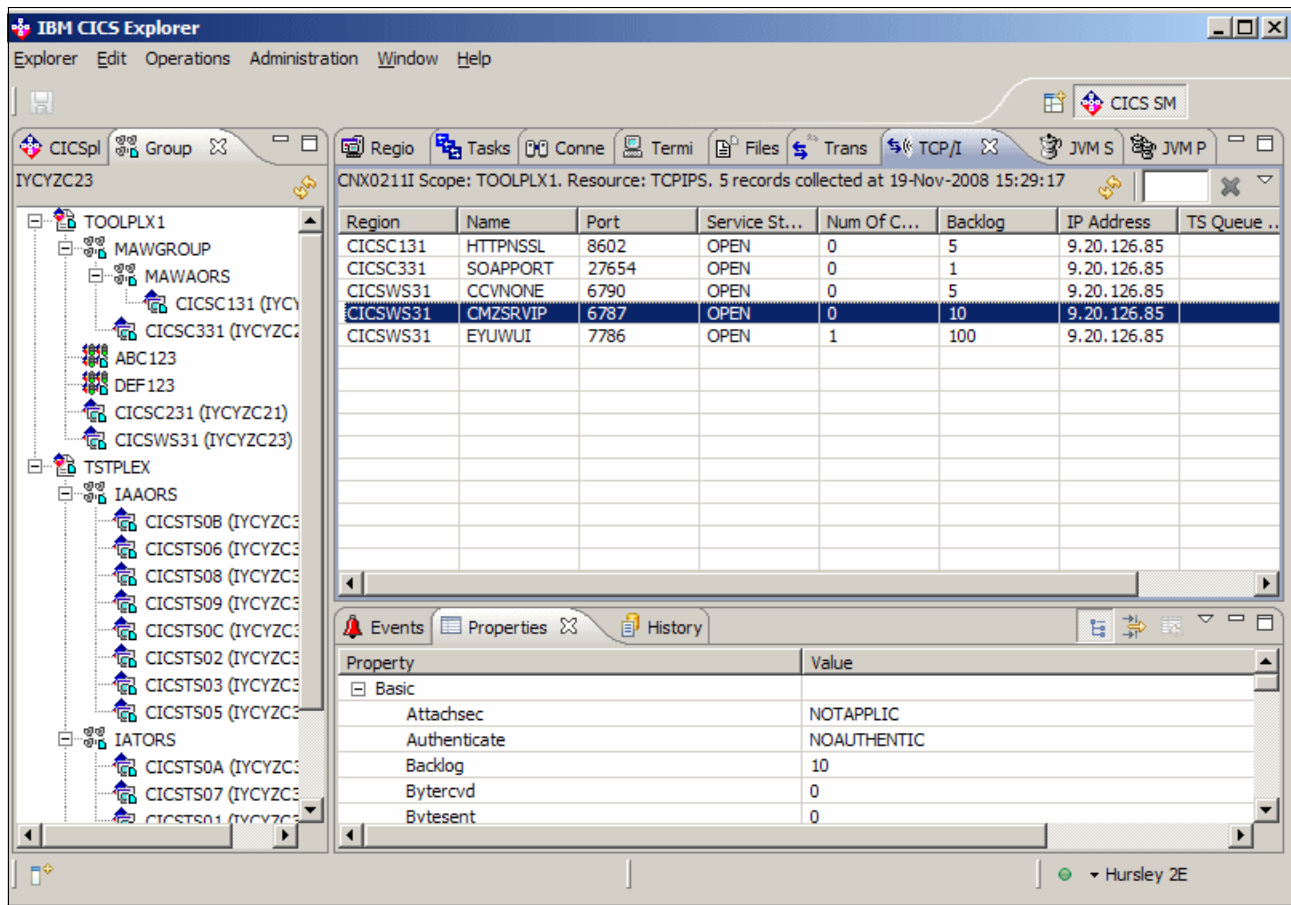 IBM CICS Explorer
Explorer Edit Operations Administration Window Help
CICS SM
CICSpl Group
IYCYZC23
TOOLPLX1
MAWGROUP
MAWAORS
CICSC131 (IYCY
CICSC331 (IYCYZC2
ABC123
DEF123
CICSC231 (IYCYZC21)
CICSWS31 (IYCYZC23)
TSTPLEX
IAAORS
CICSTS0B (IYCYZC3
CICSTS06 (IYCYZC3
CICSTS08 (IYCYZC3
CICSTS09 (IYCYZC3
CICSTS0C (IYCYZC3
CICSTS02 (IYCYZC3
CICSTS03 (IYCYZC3
CICSTS05 (IYCYZC3
IATORS
CICSTS0A (IYCYZC3
CICSTS07 (IYCYZC3
CICSTS01 (IYCYZC3
Regio Tasks Conne Termi Files Trans TCP/I JVM S JVM P
CNX0211I Scope: TOOLPLX1. Resource: TCPIPS. 5 records collected at 19-Nov-2008 15:29:17
Region Name Port Service St... Num Of C... Backlog IP Address TS Queue ..
CICSC131 HTTPNSSL 8602 OPEN 0 5 9.20.126.85
CICSC331 SOAPPORT 27654 OPEN 0 1 9.20.126.85
CICSWS31 CCVNONE 6790 OPEN 0 5 9.20.126.85
CICSWS31 CMZSRVIP 6787 OPEN 0 10 9.20.126.85
CICSWS31 EYUWUI 7786 OPEN 1 100 9.20.126.85
Events Properties History
Property Value
Basic
Attachsec NOTAPPLIC
Authenticate NOAUTHENTIC
Backlog 10
Bytercvd 0
Bytesent 0
Hursley 2E